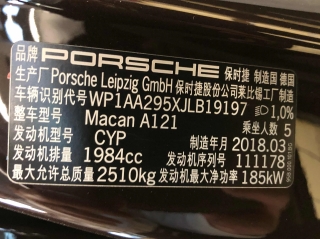 品牌 PORSCHE 保时捷 制造国 德国
生产厂 Porsche Leipzig GmbH 保时捷股份公司莱比锡工厂制造
车辆识别代号 WP1AA295XJLB19197 1,0%
整车型号 Macan A121 乘坐人数 5
发动机型号 CYP 制造年月 2018.03
发动机排量 1984cc 发动机序列号 111178
最大允许总质量 2510kg 发动机最大净功率 185kW